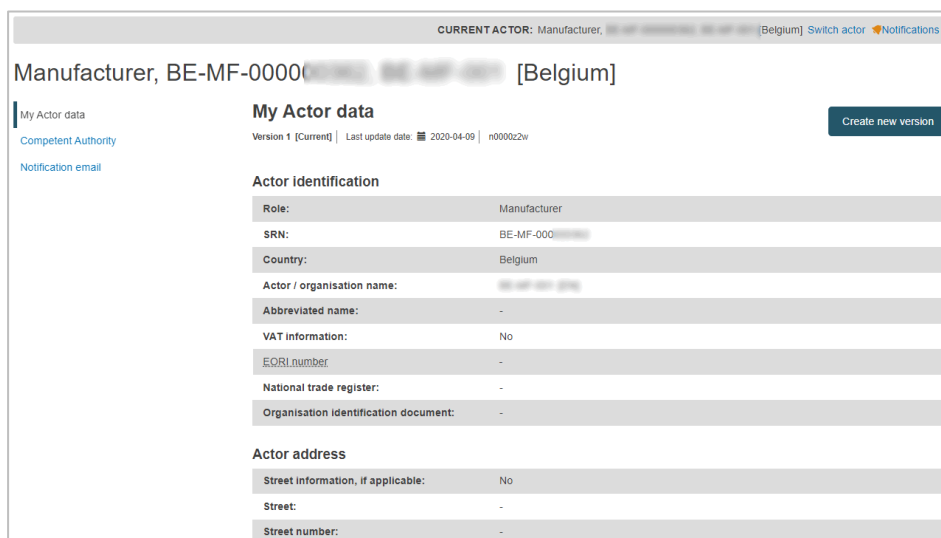 CURRENT ACTOR: Manufacturer, [Belgium] Switch actor Notifications
Manufacturer, BE-MF-00000 [Belgium]
My Actor data
Competent Authority
Notification email
My Actor data
Create new version
Version 1 [Current] Last update date: 2020-04-09 n0000z2w
Actor identification
Role: Manufacturer
SRN: BE-MF-000
Country: Belgium
Actor / organisation name:
Abbreviated name: -
VAT information: No
EORI number -
National trade register: -
Organisation identification document: -
Actor address
Street information, if applicable: No
Street: -
Street number: -